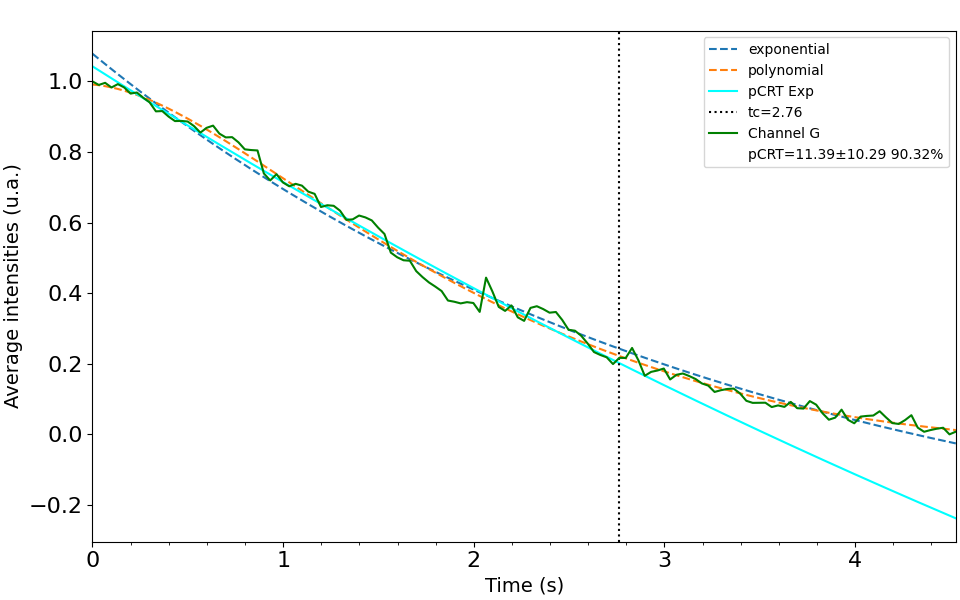 exponential
polynomial
pCRT Exp
tc=2.76
Channel G
pCRT=11.39±10.29 90.32%
Average intensities (u.a.)
1.0
0.8
0.6
0.4
0.2
0.0
−0.2
0 1 2 3 4
Time (s)